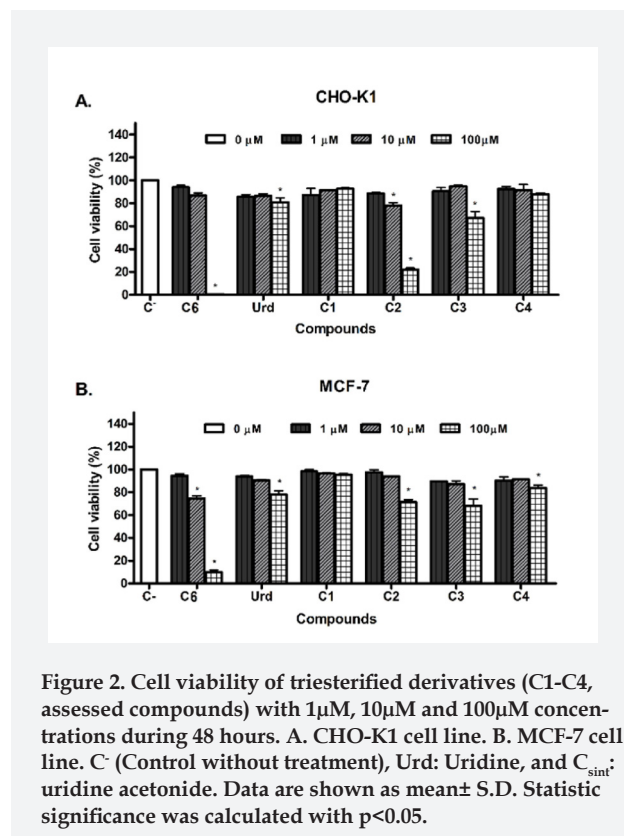 A.
CHO-K1
0 µM 1 µM 10 µM 100µM
Cell viability (%)
140
120
100
80
60
40
20
0
* * * * *
C- C6 Urd C1 C2 C3 C4
Compounds
B.
MCF-7
0 µM 1 µM 10 µM 100µM
Cell viability (%)
140
120
100
80
60
40
20
0
* * * * * *
C- C6 Urd C1 C2 C3 C4
Compounds
Figure 2. Cell viability of triesterified derivatives (C1-C4,
assessed compounds) with 1µM, 10µM and 100µM concen-
trations during 48 hours. A. CHO-K1 cell line. B. MCF-7 cell
line. C- (Control without treatment), Urd: Uridine, and Csint:
uridine acetonide. Data are shown as mean± S.D. Statistic
significance was calculated with p<0.05.